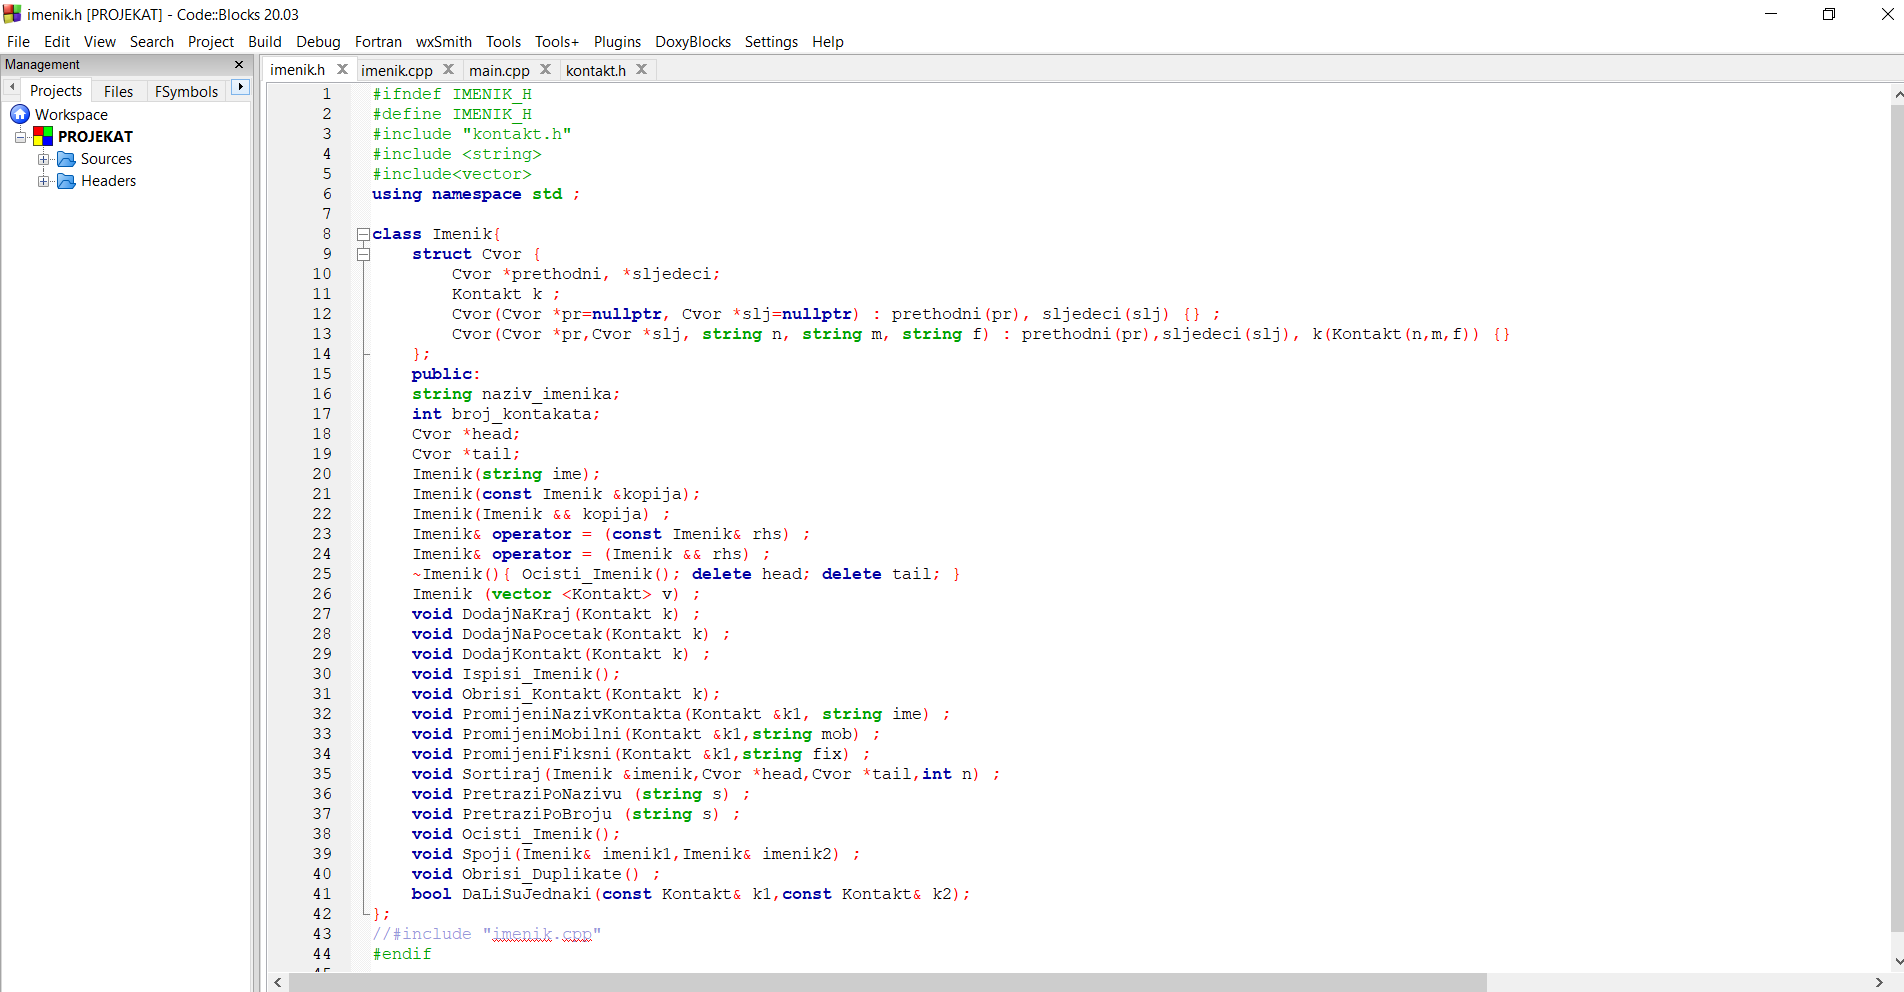 imenik.h [PROJEKAT] - Code::Blocks 20.03
File Edit View Search Project Build Debug Fortran wxSmith Tools Tools+ Plugins DoxyBlocks Settings Help
Management
Projects Files FSymbols
Workspace
PROJEKAT
Sources
Headers
imenik.h imenik.cpp main.cpp kontakt.h
1 #ifndef IMENIK_H
2 #define IMENIK_H
3 #include "kontakt.h"
4 #include <string>
5 #include<vector>
6 using namespace std ;
7
8 class Imenik{
9     struct Cvor {
10         Cvor *prethodni, *sljedeci;
11         Kontakt k ;
12         Cvor(Cvor *pr=nullptr, Cvor *slj=nullptr) : prethodni(pr), sljedeci(slj) {} ;
13         Cvor(Cvor *pr,Cvor *slj, string n, string m, string f) : prethodni(pr),sljedeci(slj), k(Kontakt(n,m,f)) {}
14     };
15     public:
16     string naziv_imenika;
17     int broj_kontakata;
18     Cvor *head;
19     Cvor *tail;
20     Imenik(string ime);
21     Imenik(const Imenik &kopija);
22     Imenik(Imenik && kopija) ;
23     Imenik& operator = (const Imenik& rhs) ;
24     Imenik& operator = (Imenik && rhs) ;
25     ~Imenik(){ Ocisti_Imenik(); delete head; delete tail; }
26     Imenik (vector <Kontakt> v) ;
27     void DodajNaKraj(Kontakt k) ;
28     void DodajNaPocetak(Kontakt k) ;
29     void DodajKontakt(Kontakt k) ;
30     void Ispisi_Imenik();
31     void Obrisi_Kontakt(Kontakt k);
32     void PromijeniNazivKontakta(Kontakt &k1, string ime) ;
33     void PromijeniMobilni(Kontakt &k1,string mob) ;
34     void PromijeniFiksni(Kontakt &k1,string fix) ;
35     void Sortiraj(Imenik &imenik,Cvor *head,Cvor *tail,int n) ;
36     void PretraziPoNazivu (string s) ;
37     void PretraziPoBroju (string s) ;
38     void Ocisti_Imenik();
39     void Spoji(Imenik& imenik1,Imenik& imenik2) ;
40     void Obrisi_Duplikate() ;
41     bool DaLiSuJednaki(const Kontakt& k1,const Kontakt& k2);
42 };
43 //#include "imenik.cpp"
44 #endif
45